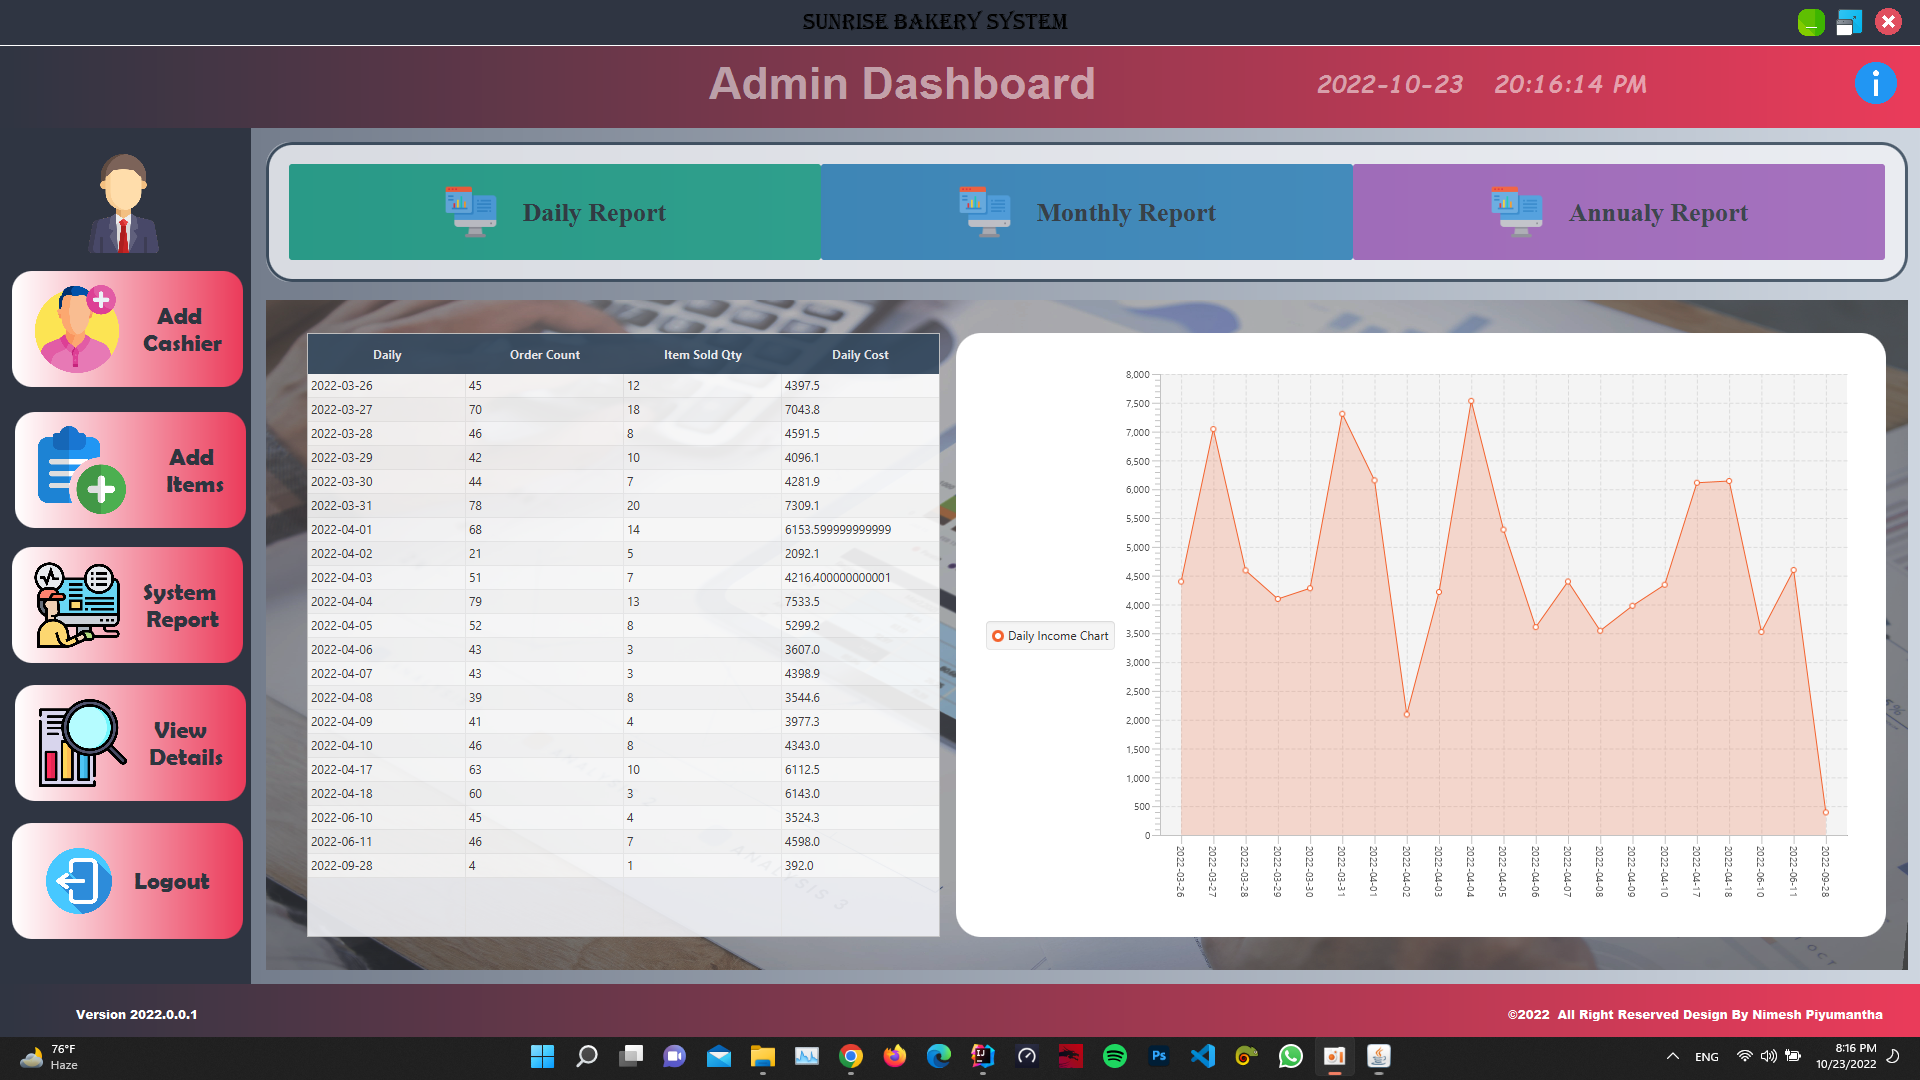 SUNRISE BAKERY SYSTEM
Admin Dashboard
2022-10-23 20:16:14 PM
Daily Report
Monthly Report
Annualy Report
Add
Cashier
Add
Items
System
Report
View
Details
Logout
Daily Order Count Item Sold Qty Daily Cost
2022-03-26 45 12 4397.5
2022-03-27 70 18 7043.8
2022-03-28 46 8 4591.5
2022-03-29 42 10 4096.1
2022-03-30 44 7 4281.9
2022-03-31 78 20 7309.1
2022-04-01 68 14 6153.599999999999
2022-04-02 21 5 2092.1
2022-04-03 51 7 4216.400000000001
2022-04-04 79 13 7533.5
2022-04-05 52 8 5299.2
2022-04-06 43 3 3607.0
2022-04-07 43 3 4398.9
2022-04-08 39 8 3544.6
2022-04-09 41 4 3977.3
2022-04-10 46 8 4343.0
2022-04-17 63 10 6112.5
2022-04-18 60 3 6143.0
2022-06-10 45 4 3524.3
2022-06-11 46 7 4598.0
2022-09-28 4 1 392.0
ANALYSIS 3
Daily Income Chart
8,000
7,500
7,000
6,500
6,000
5,500
5,000
4,500
4,000
3,500
3,000
2,500
2,000
1,500
1,000
500
0
2022-03-26
2022-03-27
2022-03-28
2022-03-29
2022-03-30
2022-03-31
2022-04-01
2022-04-02
2022-04-03
2022-04-04
2022-04-05
2022-04-06
2022-04-07
2022-04-08
2022-04-09
2022-04-10
2022-04-17
2022-04-18
2022-06-10
2022-06-11
2022-09-28
Version 2022.0.0.1
©2022 All Right Reserved Design By Nimesh Piyumantha
76°F
Haze
ENG
8:16 PM
10/23/2022